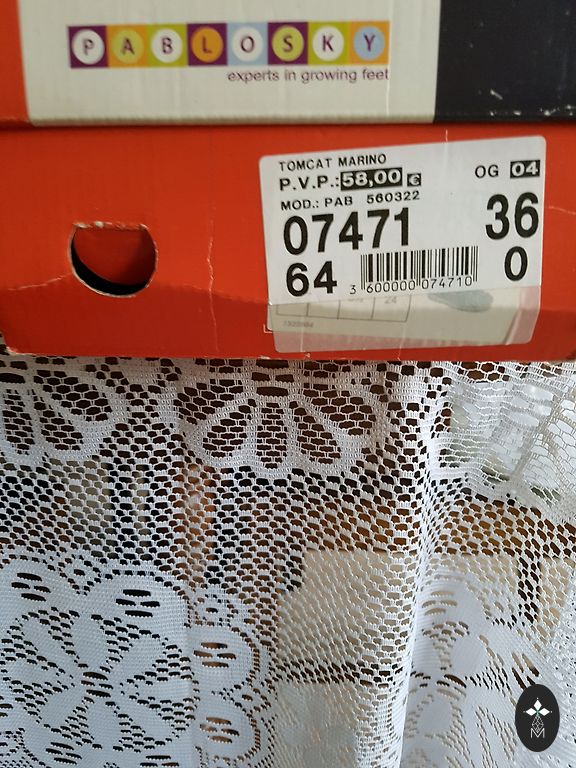 PABLOSKY
experts in growing feet
TOMCAT MARINO
P.V.P.:58,00 €
OG 04
MOD.: PAB 560322
07471
36
64
0
3 600000 074710
24
M